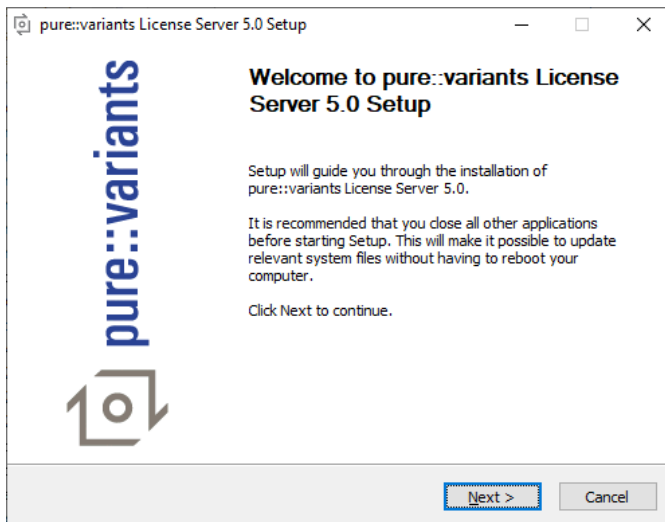 pure::variants License Server 5.0 Setup
pure::variants
Welcome to pure::variants License
Server 5.0 Setup
Setup will guide you through the installation of
pure::variants License Server 5.0.
It is recommended that you close all other applications
before starting Setup. This will make it possible to update
relevant system files without having to reboot your
computer.
Click Next to continue.
Next >
Cancel